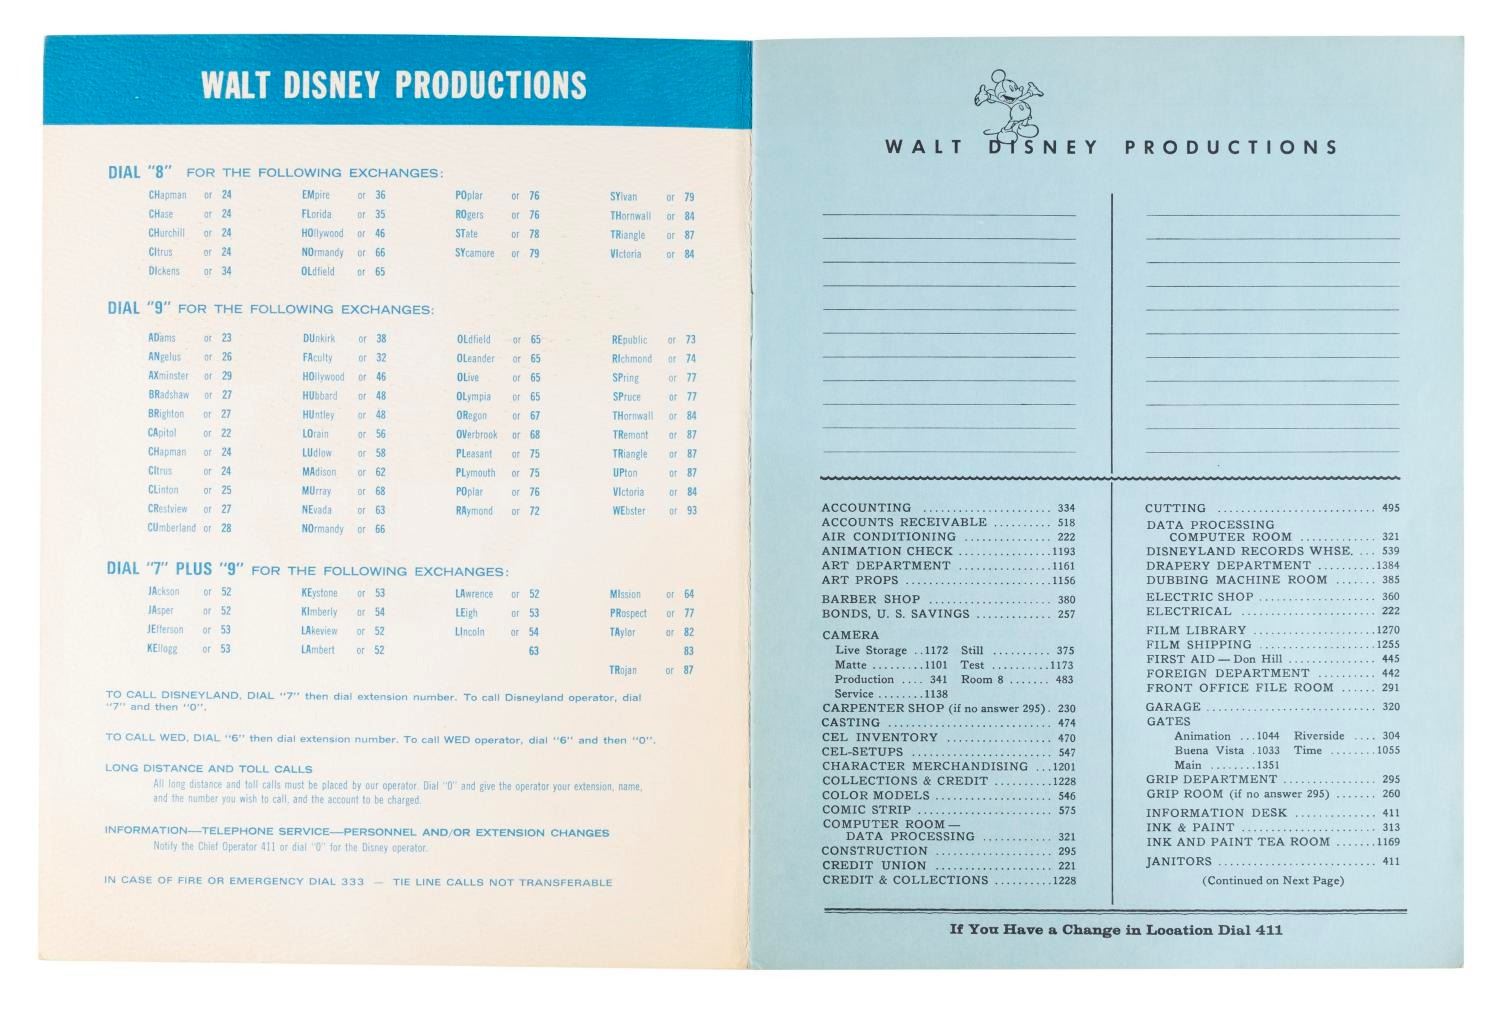 WALT DISNEY PRODUCTIONS
DIAL "8" FOR THE FOLLOWING EXCHANGES:
CHapman or 24 EMpire or 36 POplar or 76 SYlvan or 79
CHase or 24 FLorida or 35 ROgers or 76 THornwall or 84
CHurchill or 24 HOllywood or 46 STate or 78 TRiangle or 87
CItrus or 24 NOrmandy or 66 SYcamore or 79 VIctoria or 84
DIckens or 34 OLdfield or 65
DIAL "9" FOR THE FOLLOWING EXCHANGES:
ADams or 23 DUnkirk or 38 OLdfield or 65 REpublic or 73
ANgelus or 26 FAculty or 32 OLeander or 65 RIchmond or 74
AXminster or 29 HOllywood or 46 OLive or 65 SPring or 77
BRadshaw or 27 HUbbard or 48 OLympia or 65 SPruce or 77
BRighton or 27 HUntley or 48 ORegon or 67 THornwall or 84
CApitol or 22 LOrain or 56 OVerbrook or 68 TRemont or 87
CHapman or 24 LUdlow or 58 PLeasant or 75 TRiangle or 87
CItrus or 24 MAdison or 62 PLymouth or 75 UPton or 87
CLinton or 25 MUrray or 68 POplar or 76 VIctoria or 84
CRestview or 27 NEvada or 63 RAymond or 72 WEbster or 93
CUmberland or 28 NOrmandy or 66
DIAL "7" PLUS "9" FOR THE FOLLOWING EXCHANGES:
JAckson or 52 KEystone or 53 LAwrence or 52 MIssion or 64
JAsper or 52 KImberly or 54 LEigh or 53 PRospect or 77
JEfferson or 53 LAkeview or 52 LIncoln or 54 TAylor or 82
KEllogg or 53 LAmbert or 52 63 83
TRojan or 87
TO CALL DISNEYLAND, DIAL "7" then dial extension number. To call Disneyland operator, dial
"7" and then "0".
TO CALL WED, DIAL "6" then dial extension number. To call WED operator, dial "6" and then "0".
LONG DISTANCE AND TOLL CALLS
All long distance and toll calls must be placed by our operator. Dial "0" and give the operator your extension, name,
and the number you wish to call, and the account to be charged.
INFORMATION—TELEPHONE SERVICE—PERSONNEL AND/OR EXTENSION CHANGES
Notify the Chief Operator 411 or dial "0" for the Disney operator.
IN CASE OF FIRE OR EMERGENCY DIAL 333 — TIE LINE CALLS NOT TRANSFERABLE
WALT DISNEY PRODUCTIONS
ACCOUNTING .................. 334
ACCOUNTS RECEIVABLE .......... 518
AIR CONDITIONING ............... 222
ANIMATION CHECK ................1193
ART DEPARTMENT .................1161
ART PROPS ..........................1156
BARBER SHOP ...................... 380
BONDS, U. S. SAVINGS ............. 257
CAMERA
Live Storage ..1172 Still .......... 375
Matte .........1101 Test ...........1173
Production .... 341 Room 8 ....... 483
Service ........1138
CARPENTER SHOP (if no answer 295). 230
CASTING ............................ 474
CEL INVENTORY .................... 470
CEL-SETUPS ........................ 547
CHARACTER MERCHANDISING ...1201
COLLECTIONS & CREDIT ...........1228
COLOR MODELS .................... 546
COMIC STRIP ....................... 575
COMPUTER ROOM—
DATA PROCESSING ............. 321
CONSTRUCTION .................... 295
CREDIT UNION ..................... 221
CREDIT & COLLECTIONS ..........1228
CUTTING ............................. 495
DATA PROCESSING
COMPUTER ROOM .............. 321
DISNEYLAND RECORDS WHSE. ... 539
DRAPERY DEPARTMENT ...........1384
DUBBING MACHINE ROOM ....... 385
ELECTRIC SHOP .................... 360
ELECTRICAL ........................ 222
FILM LIBRARY ......................1270
FILM SHIPPING .....................1255
FIRST AID — Don Hill .............. 445
FOREIGN DEPARTMENT .......... 442
FRONT OFFICE FILE ROOM ...... 291
GARAGE ............................. 320
GATES
Animation ...1044 Riverside .... 304
Buena Vista .1033 Time ........1055
Main ........1351
GRIP DEPARTMENT ................ 295
GRIP ROOM (if no answer 295) ....... 260
INFORMATION DESK .............. 411
INK & PAINT ....................... 313
INK AND PAINT TEA ROOM .......1169
JANITORS ........................... 411
(Continued on Next Page)
If You Have a Change in Location Dial 411